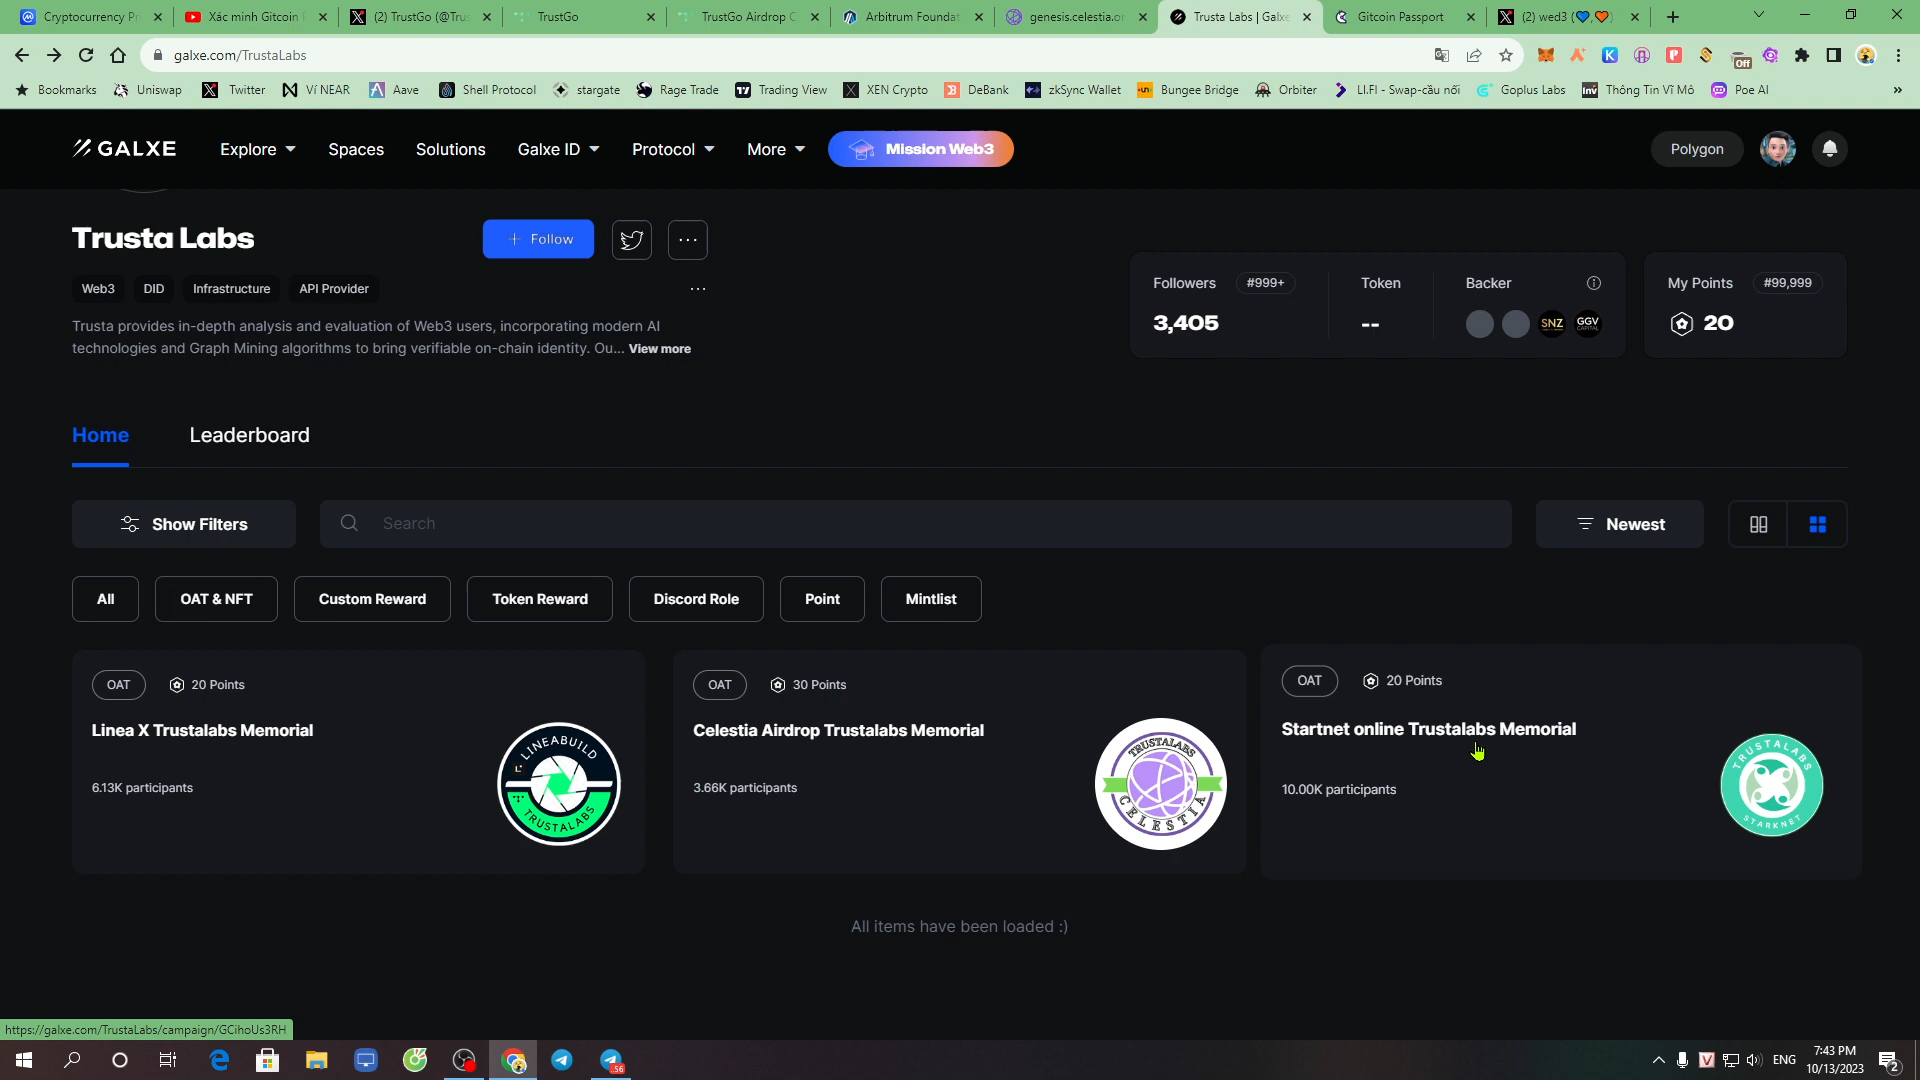 Cryptocurrency Pr
Xác minh Gitcoin
(2) TrustGo (@Trus
TrustGo
TrustGo Airdrop C
Arbitrum Foundat
genesis.celestia.or
Trusta Labs | Galxe
Gitcoin Passport
(2) wed3 (💙,🧡)
galxe.com/TrustaLabs
Off
Bookmarks
Uniswap
Twitter
Ví NEAR
Aave
Shell Protocol
stargate
Rage Trade
Trading View
XEN Crypto
DeBank
zkSync Wallet
Bungee Bridge
Orbiter
LI.FI - Swap-cầu nối
Goplus Labs
Thông Tin Vĩ Mô
Poe AI
GALXE
Explore
Spaces
Solutions
Galxe ID
Protocol
More
Mission Web3
Polygon
Trusta Labs
+ Follow
Web3
DID
Infrastructure
API Provider
Trusta provides in-depth analysis and evaluation of Web3 users, incorporating modern AI
technologies and Graph Mining algorithms to bring verifiable on-chain identity. Ou... View more
Followers
#999+
3,405
Token
--
Backer
SNZ
GGV
CAPITAL
My Points
#99,999
20
Home
Leaderboard
Show Filters
Search
Newest
All
OAT & NFT
Custom Reward
Token Reward
Discord Role
Point
Mintlist
OAT
20 Points
Linea X Trustalabs Memorial
6.13K participants
LINEABUILD
TRUSTALABS
OAT
30 Points
Celestia Airdrop Trustalabs Memorial
3.66K participants
TRUSTALABS
CELESTIA
OAT
20 Points
Startnet online Trustalabs Memorial
10.00K participants
TRUSTALABS
STARKNET
All items have been loaded :)
https://galxe.com/TrustaLabs/campaign/GCihoUs3RH
56
ENG
7:43 PM
10/13/2023
2